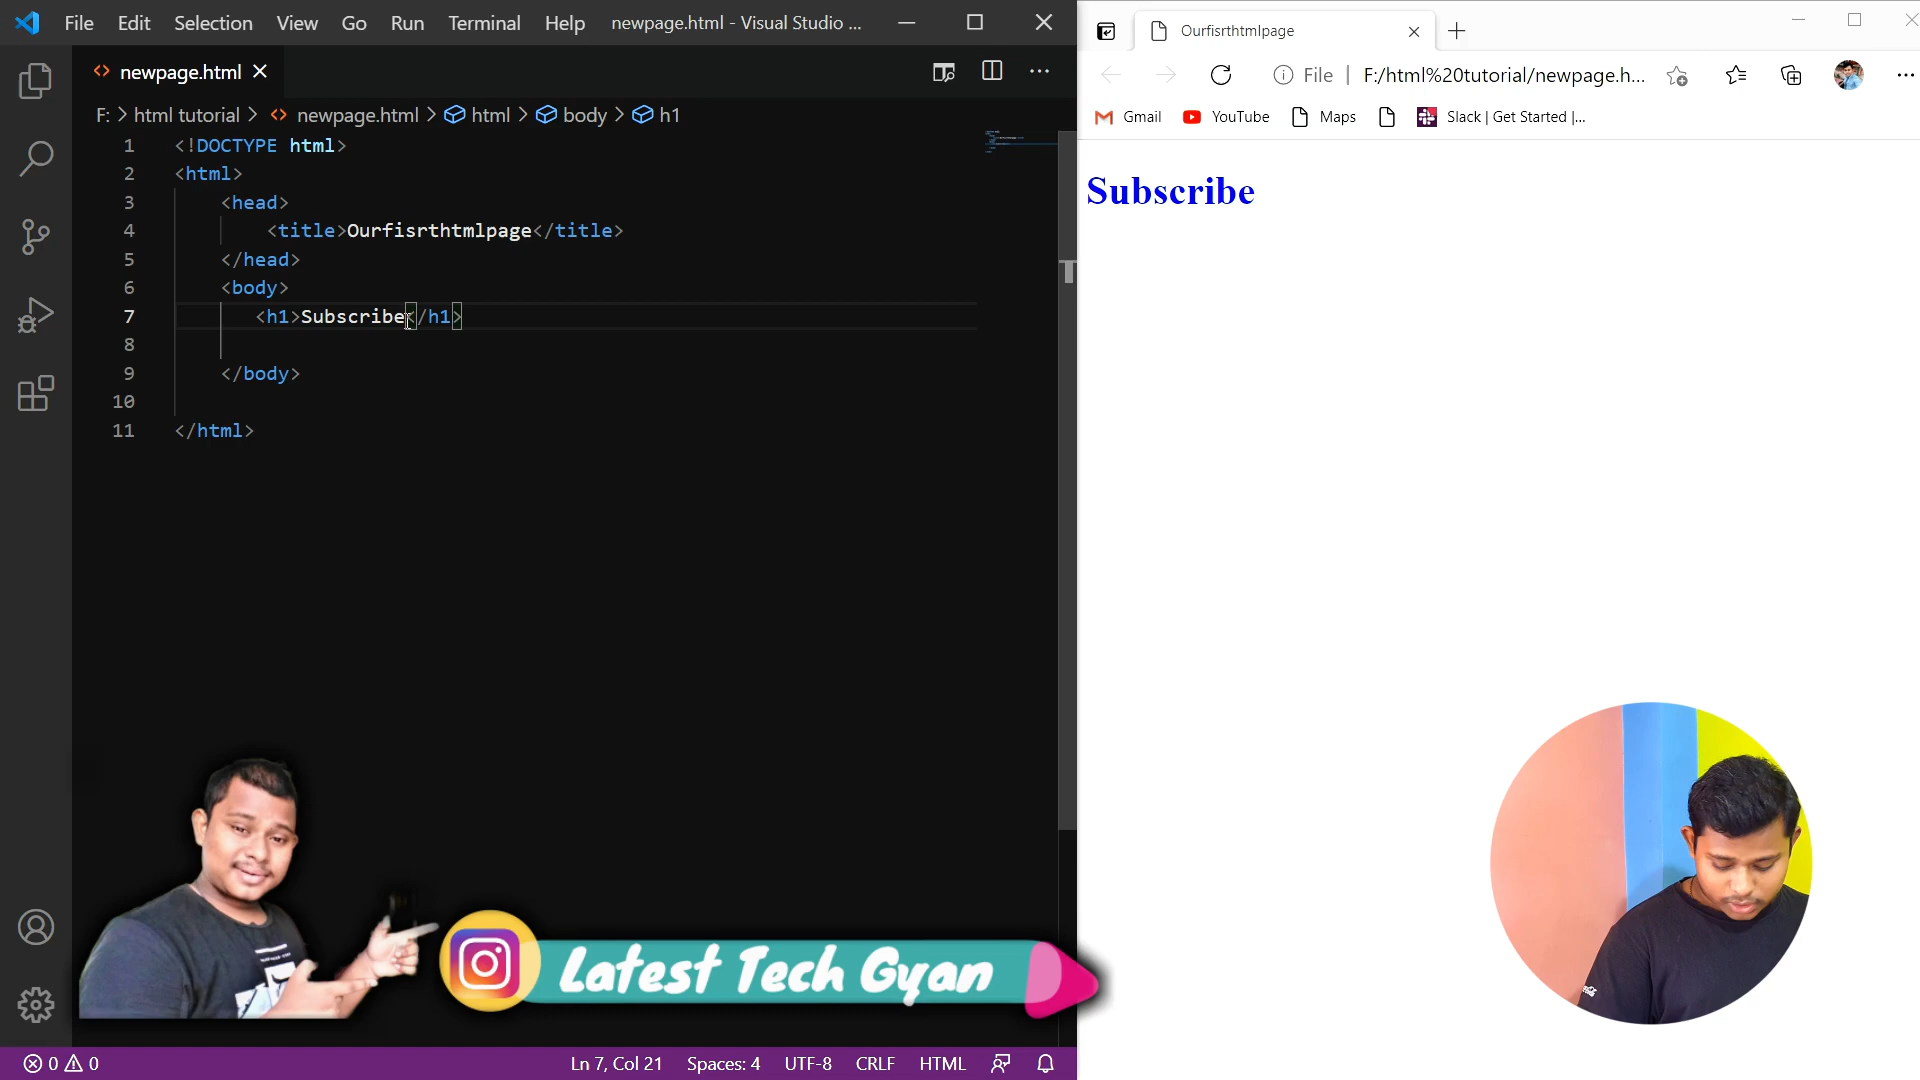 File Edit Selection View Go Run Terminal Help newpage.html - Visual Studio ...
newpage.html
F: > html tutorial > newpage.html > html > body > h1
1 <!DOCTYPE html>
2 <html>
3 <head>
4 <title>Ourfisrthtmlpage</title>
5 </head>
6 <body>
7 <h1>Subscribe</h1>
8
9 </body>
10
11 </html>
Latest Tech Gyan
0 0 Ln 7, Col 21 Spaces: 4 UTF-8 CRLF HTML
Ourfisrthtmlpage
File F:/html%20tutorial/newpage.h...
Gmail YouTube Maps Slack | Get Started |...
Subscribe